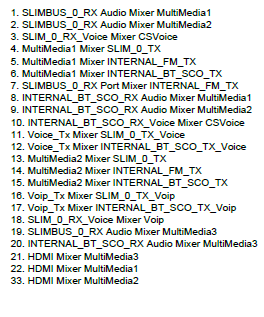 1. SLIMBUS_0_RX Audio Mixer MultiMedia1
2. SLIMBUS_0_RX Audio Mixer MultiMedia2
3. SLIM_0_RX_Voice Mixer CSVoice
4. MultiMedia1 Mixer SLIM_0_TX
5. MultiMedia1 Mixer INTERNAL_FM_TX
6. MultiMedia1 Mixer INTERNAL_BT_SCO_TX
7. SLIMBUS_0_RX Port Mixer INTERNAL_FM_TX
8. INTERNAL_BT_SCO_RX Audio Mixer MultiMedia1
9. INTERNAL_BT_SCO_RX Audio Mixer MultiMedia2
10. INTERNAL_BT_SCO_RX_Voice Mixer CSVoice
11. Voice_Tx Mixer SLIM_0_TX_Voice
12. Voice_Tx Mixer INTERNAL_BT_SCO_TX_Voice
13. MultiMedia2 Mixer SLIM_0_TX
14. MultiMedia2 Mixer INTERNAL_FM_TX
15. MultiMedia2 Mixer INTERNAL_BT_SCO_TX
16. Voip_Tx Mixer SLIM_0_TX_Voip
17. Voip_Tx Mixer INTERNAL_BT_SCO_TX_Voip
18. SLIM_0_RX_Voice Mixer Voip
19. SLIMBUS_0_RX Audio Mixer MultiMedia3
20. INTERNAL_BT_SCO_RX Audio Mixer MultiMedia3
21. HDMI Mixer MultiMedia3
22. HDMI Mixer MultiMedia1
33. HDMI Mixer MultiMedia2